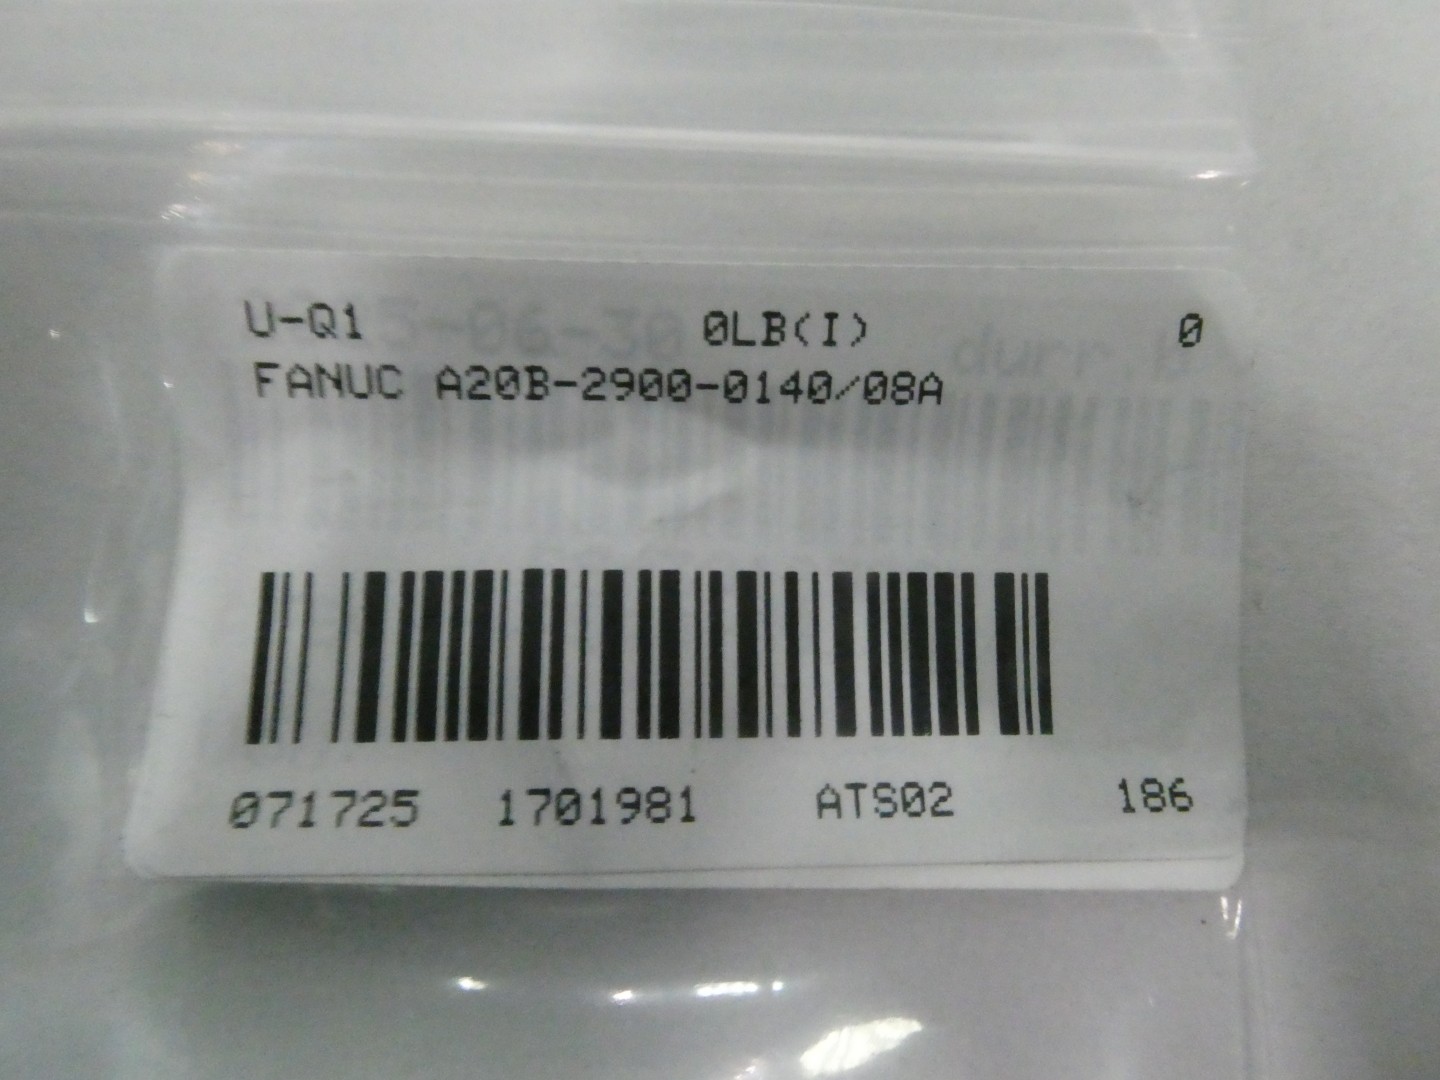 U-Q1 0LB(I) 0
FANUC A20B-2900-0140/08A
071725 1701981 ATS02 186